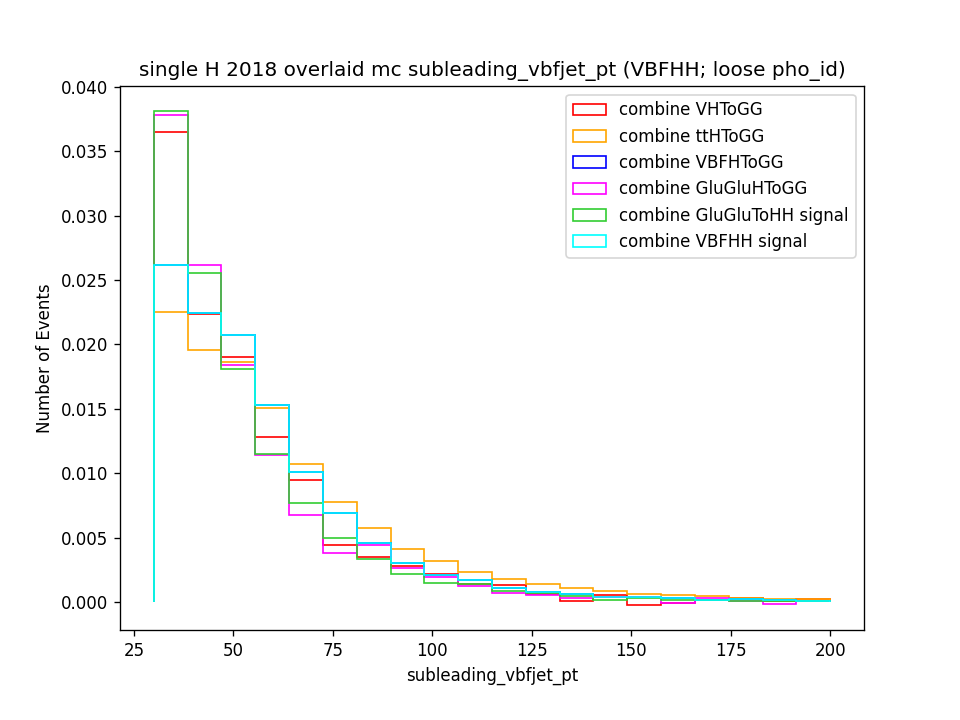 single H 2018 overlaid mc subleading_vbfjet_pt (VBFHH; loose pho_id)
combine VHToGG
combine ttHToGG
combine VBFHToGG
combine GluGluHToGG
combine GluGluToHH signal
combine VBFHH signal
Number of Events
0.040
0.035
0.030
0.025
0.020
0.015
0.010
0.005
0.000
25 50 75 100 125 150 175 200
subleading_vbfjet_pt